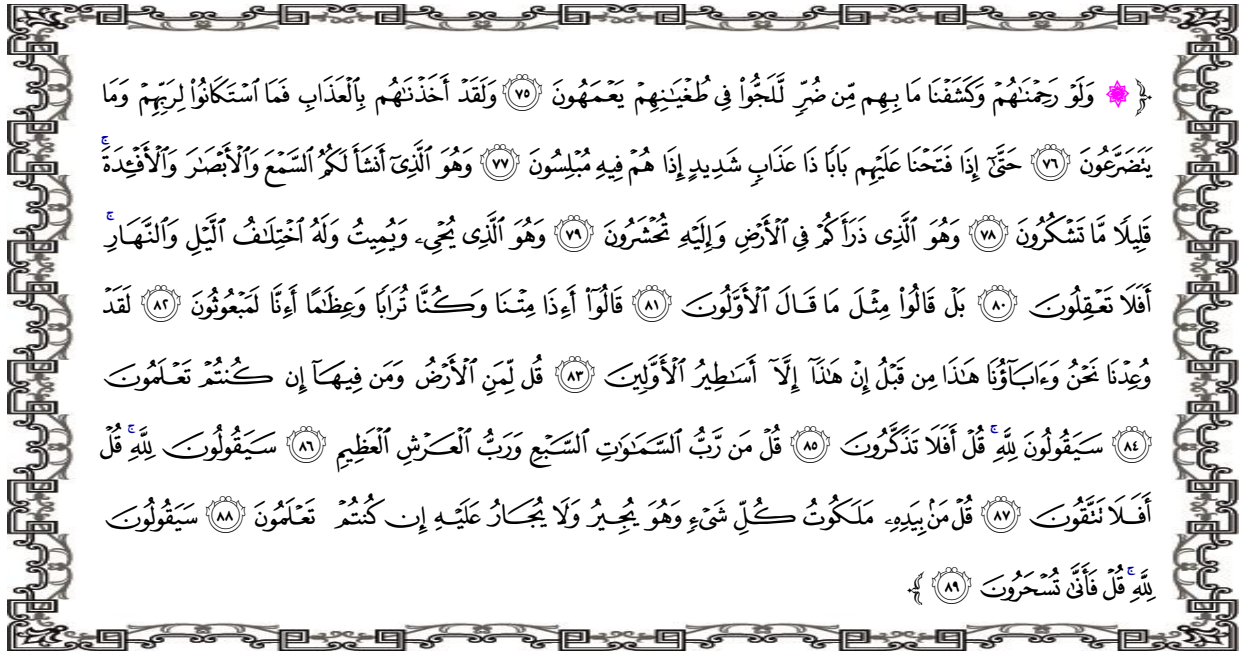 ﴿ ۞ وَلَوْ رَحِمْنَٰهُمْ وَكَشَفْنَا مَا بِهِم مِّن ضُرٍّ لَّلَجُّوا۟ فِى طُغْيَٰنِهِمْ يَعْمَهُونَ ٧٥ وَلَقَدْ أَخَذْنَٰهُم بِٱلْعَذَابِ فَمَا ٱسْتَكَانُوا۟ لِرَبِّهِمْ وَمَا
يَتَضَرَّعُونَ ٧٦ حَتَّىٰٓ إِذَا فَتَحْنَا عَلَيْهِم بَابًا ذَا عَذَابٍ شَدِيدٍ إِذَا هُمْ فِيهِ مُبْلِسُونَ ٧٧ وَهُوَ ٱلَّذِىٓ أَنشَأَ لَكُمُ ٱلسَّمْعَ وَٱلْأَبْصَٰرَ وَٱلْأَفْـِٔدَةَ ۚ
قَلِيلًا مَّا تَشْكُرُونَ ٧٨ وَهُوَ ٱلَّذِى ذَرَأَكُمْ فِى ٱلْأَرْضِ وَإِلَيْهِ تُحْشَرُونَ ٧٩ وَهُوَ ٱلَّذِى يُحْىِۦ وَيُمِيتُ وَلَهُ ٱخْتِلَٰفُ ٱلَّيْلِ وَٱلنَّهَارِ ۚ
أَفَلَا تَعْقِلُونَ ٨٠ بَلْ قَالُوا۟ مِثْلَ مَا قَالَ ٱلْأَوَّلُونَ ٨١ قَالُوٓا۟ أَءِذَا مِتْنَا وَكُنَّا تُرَابًا وَعِظَٰمًا أَءِنَّا لَمَبْعُوثُونَ ٨٢ لَقَدْ
وُعِدْنَا نَحْنُ وَءَابَآؤُنَا هَٰذَا مِن قَبْلُ إِنْ هَٰذَآ إِلَّآ أَسَٰطِيرُ ٱلْأَوَّلِينَ ٨٣ قُل لِّمَنِ ٱلْأَرْضُ وَمَن فِيهَآ إِن كُنتُمْ تَعْلَمُونَ
٨٤ سَيَقُولُونَ لِلَّهِ ۚ قُلْ أَفَلَا تَذَكَّرُونَ ٨٥ قُلْ مَن رَّبُّ ٱلسَّمَٰوَٰتِ ٱلسَّبْعِ وَرَبُّ ٱلْعَرْشِ ٱلْعَظِيمِ ٨٦ سَيَقُولُونَ لِلَّهِ ۚ قُلْ
أَفَلَا تَتَّقُونَ ٨٧ قُلْ مَنۢ بِيَدِهِۦ مَلَكُوتُ كُلِّ شَىْءٍ وَهُوَ يُجِيرُ وَلَا يُجَارُ عَلَيْهِ إِن كُنتُمْ تَعْلَمُونَ ٨٨ سَيَقُولُونَ
لِلَّهِ ۚ قُلْ فَأَنَّىٰ تُسْحَرُونَ ٨٩ ﴾